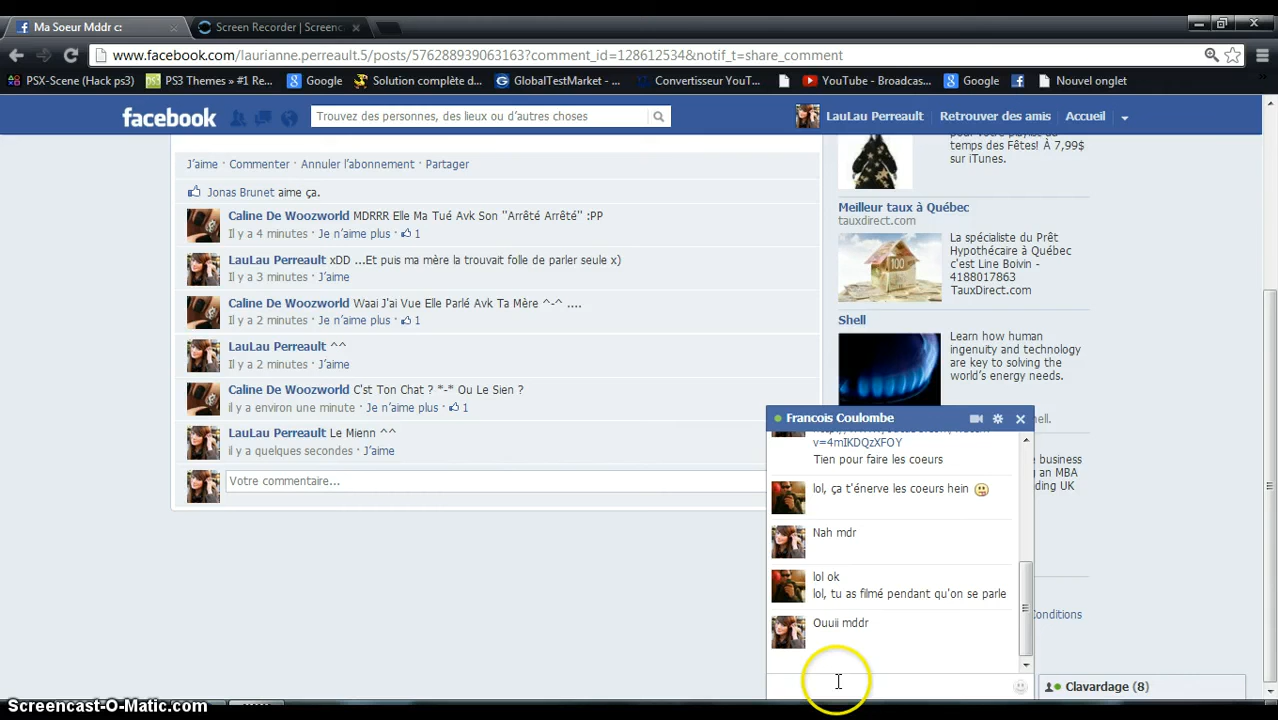 Ma Soeur Mddr c:
Screen Recorder | Screenc
www.facebook.com/laurianne.perreault.5/posts/576288939063163?comment_id=128612534&notif_t=share_comment
PSX-Scene (Hack ps3)
PS3 Themes » #1 Re...
Google
Solution complète d...
GlobalTestMarket - ...
Convertisseur YouT...
YouTube - Broadcas...
Google
Nouvel onglet
facebook
Trouvez des personnes, des lieux ou d'autres choses
LauLau Perreault
Retrouver des amis
Accueil
J'aime · Commenter · Annuler l'abonnement · Partager
Jonas Brunet aime ça.
Caline De Woozworld MDRRR Elle Ma Tué Avk Son "Arrêté Arrêté" :PP
Il y a 4 minutes · Je n'aime plus · 1
LauLau Perreault xDD ...Et puis ma mère la trouvait folle de parler seule x)
Il y a 3 minutes · J'aime
Caline De Woozworld Waai J'ai Vue Elle Parlé Avk Ta Mère ^-^ ....
Il y a 2 minutes · Je n'aime plus · 1
LauLau Perreault ^^
Il y a 2 minutes · J'aime
Caline De Woozworld C'st Ton Chat ? *-* Ou Le Sien ?
il y a environ une minute · Je n'aime plus · 1
LauLau Perreault Le Mienn ^^
il y a quelques secondes · J'aime
Votre commentaire...
pour votre playlist du
temps des Fêtes! À 7,99$
sur iTunes.
Meilleur taux à Québec
tauxdirect.com
La spécialiste du Prêt
Hypothécaire à Québec
c'est Line Boivin -
4188017863
TauxDirect.com
Shell
Learn how human
ingenuity and technology
are key to solving the
world's energy needs.
hell.
e business
g an MBA
ding UK
onditions
Francois Coulombe
v=4mIKDQzXFOY
Tien pour faire les coeurs
lol, ça t'énerve les coeurs hein
Nah mdr
lol ok
lol, tu as filmé pendant qu'on se parle
Ouuii mddr
Clavardage (8)
Screencast-O-Matic.com